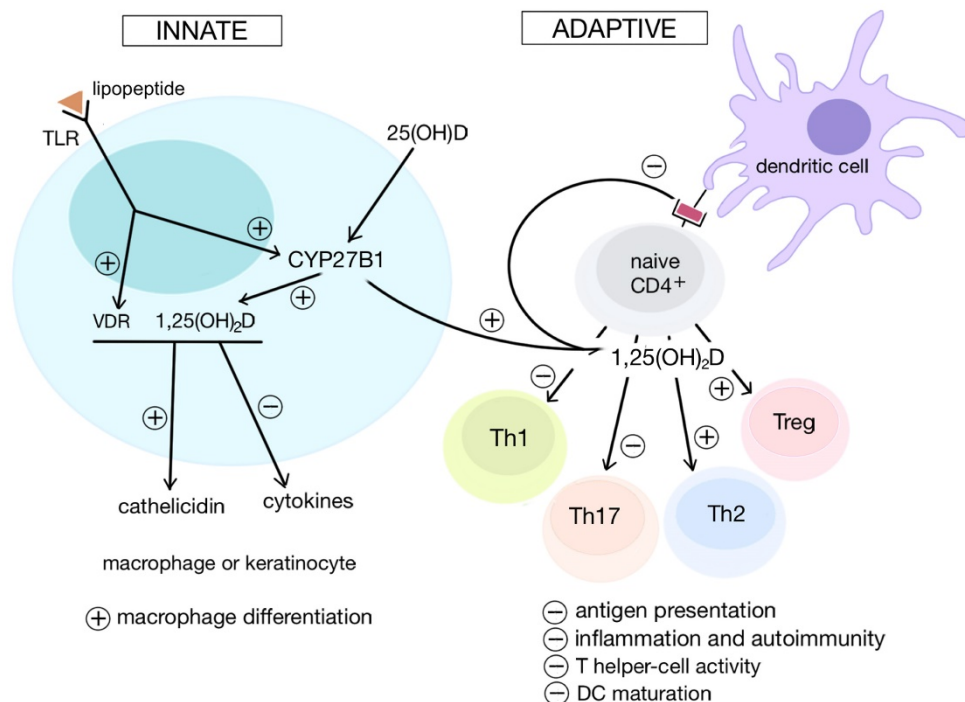 INNATE
ADAPTIVE
lipopeptide
TLR
25(OH)D
⊕
⊕
CYP27B1
⊕
VDR
1,25(OH)₂D
⊕
⊖
cathelicidin
cytokines
macrophage or keratinocyte
⊕ macrophage differentiation
⊕
⊖
dendritic cell
naive
CD4⁺
1,25(OH)₂D
⊖
⊖
⊕
⊕
Th1
Th17
Th2
Treg
⊖ antigen presentation
⊖ inflammation and autoimmunity
⊖ T helper-cell activity
⊖ DC maturation